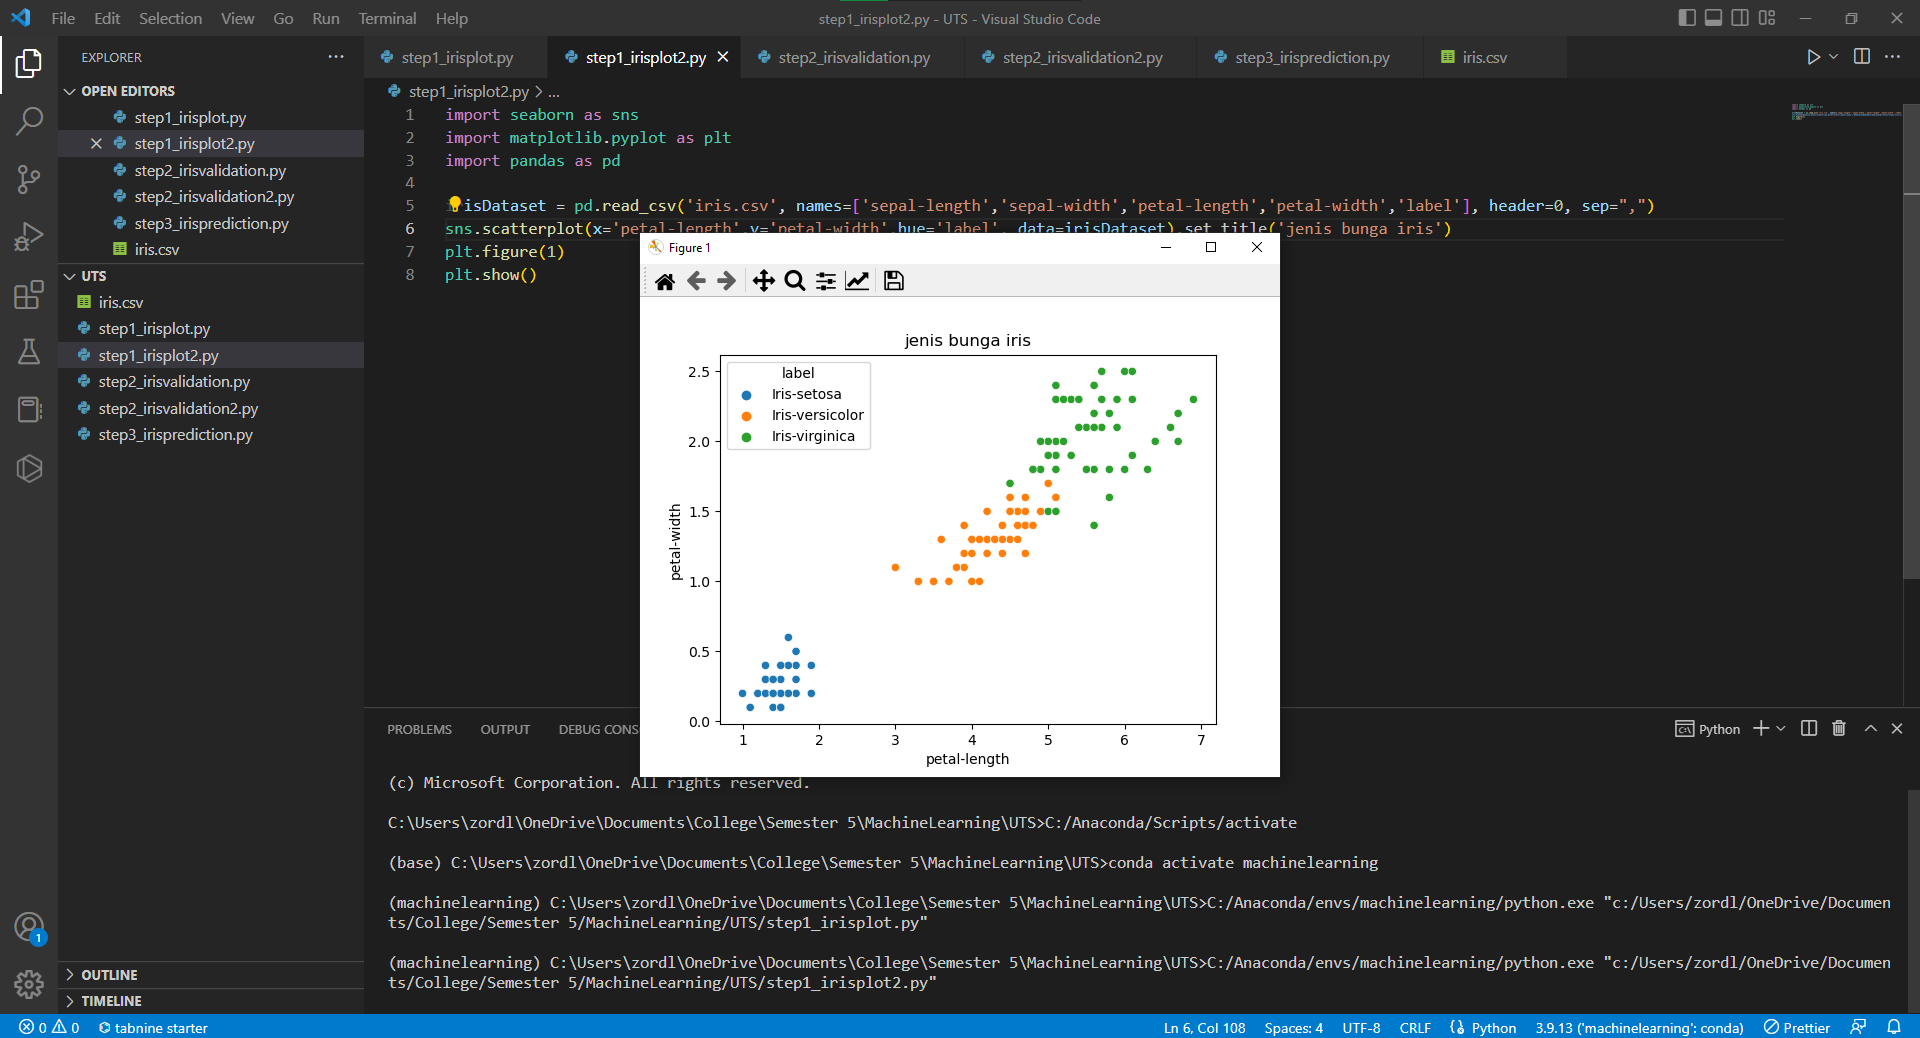 File Edit Selection View Go Run Terminal Help
step1_irisplot2.py - UTS - Visual Studio Code
EXPLORER
OPEN EDITORS
step1_irisplot.py
step1_irisplot2.py
step2_irisvalidation.py
step2_irisvalidation2.py
step3_irisprediction.py
iris.csv
UTS
iris.csv
step1_irisplot.py
step1_irisplot2.py
step2_irisvalidation.py
step2_irisvalidation2.py
step3_irisprediction.py
OUTLINE
TIMELINE
step1_irisplot.py step1_irisplot2.py step2_irisvalidation.py step2_irisvalidation2.py step3_irisprediction.py iris.csv
step1_irisplot2.py > ...
1 import seaborn as sns
2 import matplotlib.pyplot as plt
3 import pandas as pd
4
5 isDataset = pd.read_csv('iris.csv', names=['sepal-length','sepal-width','petal-length','petal-width','label'], header=0, sep=",")
6 sns.scatterplot(x='petal-length',y='petal-width',hue='label', data=irisDataset).set_title('jenis bunga iris')
7 plt.figure(1)
8 plt.show()
Figure 1
jenis bunga iris
label
Iris-setosa
Iris-versicolor
Iris-virginica
2.5
2.0
1.5
1.0
0.5
0.0
petal-width
1 2 3 4 5 6 7
petal-length
PROBLEMS OUTPUT DEBUG CONS
Python
(c) Microsoft Corporation. All rights reserved.
C:\Users\zordl\OneDrive\Documents\College\Semester 5\MachineLearning\UTS>C:/Anaconda/Scripts/activate
(base) C:\Users\zordl\OneDrive\Documents\College\Semester 5\MachineLearning\UTS>conda activate machinelearning
(machinelearning) C:\Users\zordl\OneDrive\Documents\College\Semester 5\MachineLearning\UTS>C:/Anaconda/envs/machinelearning/python.exe "c:/Users/zordl/OneDrive/Documen
ts/College/Semester 5/MachineLearning/UTS/step1_irisplot.py"
(machinelearning) C:\Users\zordl\OneDrive\Documents\College\Semester 5\MachineLearning\UTS>C:/Anaconda/envs/machinelearning/python.exe "c:/Users/zordl/OneDrive/Documen
ts/College/Semester 5/MachineLearning/UTS/step1_irisplot2.py"
1
0 0 tabnine starter
Ln 6, Col 108 Spaces: 4 UTF-8 CRLF Python 3.9.13 ('machinelearning': conda) Prettier